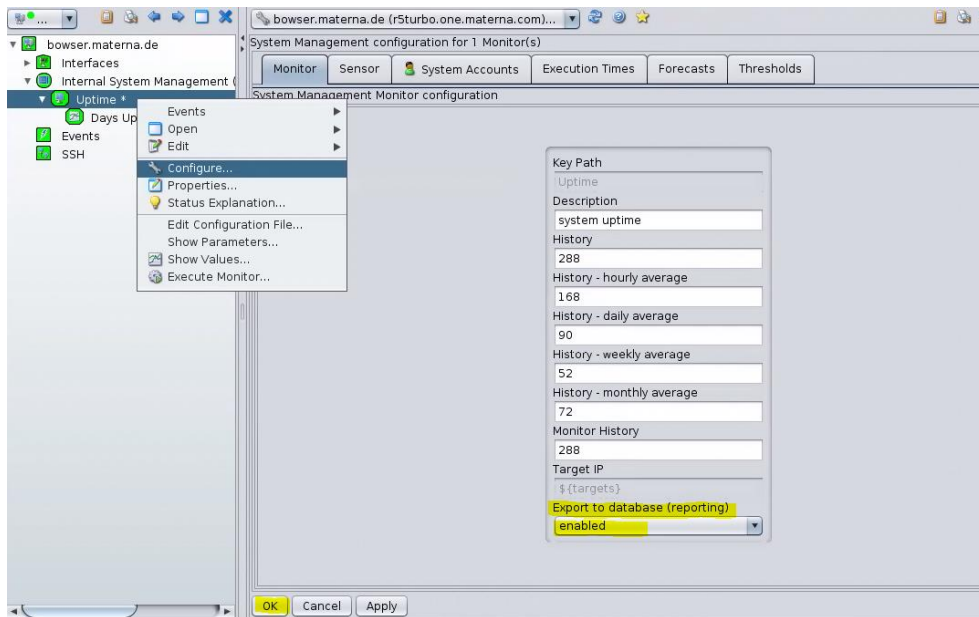 bowser.materna.de (r5turbo.one.materna.com)...
bowser.materna.de
Interfaces
Internal System Management (
Uptime *
Days Up
Events
SSH
Events
Open
Edit
Configure...
Properties...
Status Explanation...
Edit Configuration File...
Show Parameters...
Show Values...
Execute Monitor...
System Management configuration for 1 Monitor(s)
Monitor
Sensor
System Accounts
Execution Times
Forecasts
Thresholds
System Management Monitor configuration
Key Path
Uptime
Description
system uptime
History
288
History - hourly average
168
History - daily average
90
History - weekly average
52
History - monthly average
72
Monitor History
288
Target IP
${targets}
Export to database (reporting)
enabled
OK
Cancel
Apply